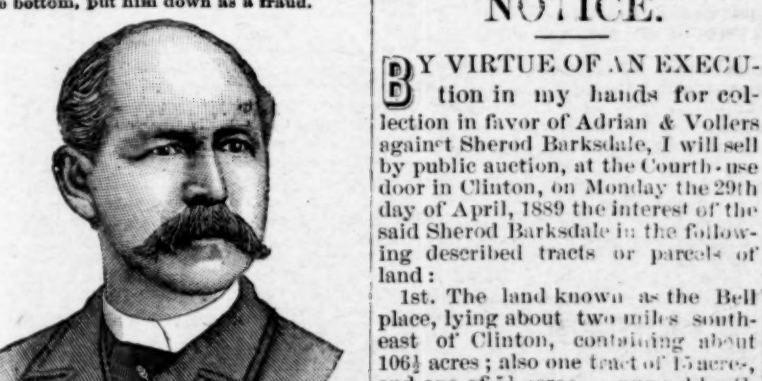 bottom, put him down as a fraud.
NOTICE.
BY VIRTUE OF AN EXECU-
tion in my hands for col-
lection in favor of Adrian & Vollers
against Sherod Barksdale, I will sell
by public auction, at the Courthouse
door in Clinton, on Monday the 29th
day of April, 1889 the interest of the
said Sherod Barksdale in the follow-
ing described tracts or parcels of
land :
1st. The land known as the Bell
place, lying about two miles south-
east of Clinton, containing about
106½ acres ; also one tract of 15 acres,